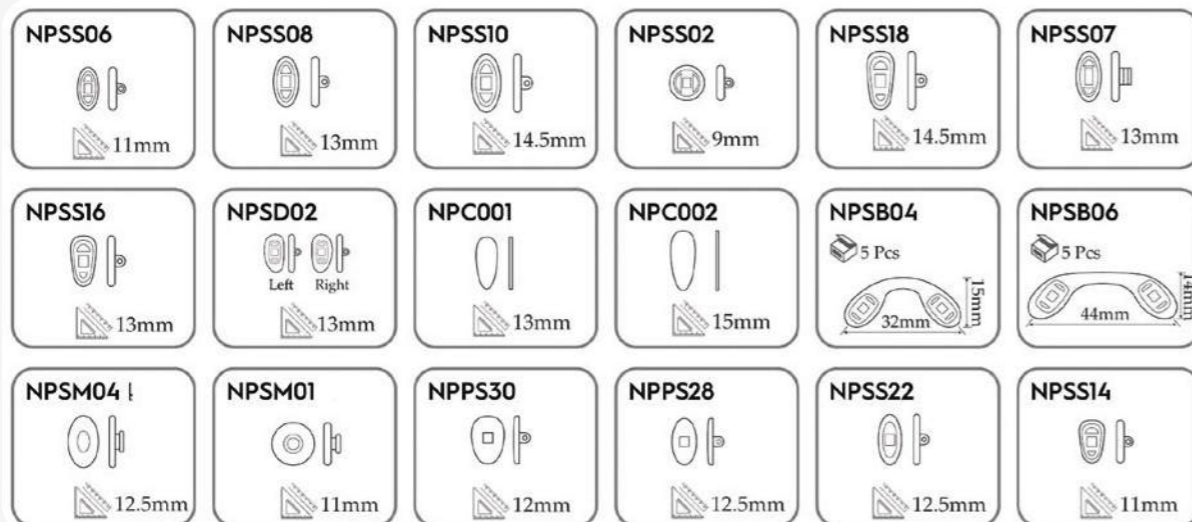 NPSS06
11mm
NPSS08
13mm
NPSS10
14.5mm
NPSS02
9mm
NPSS18
14.5mm
NPSS07
13mm
NPSS16
13mm
NPSD02
Left Right
13mm
NPC001
13mm
NPC002
15mm
NPSB04
5 Pcs
15mm
32mm
NPSB06
5 Pcs
14mm
44mm
NPSM04
12.5mm
NPSM01
11mm
NPPS30
12mm
NPPS28
12.5mm
NPSS22
12.5mm
NPSS14
11mm